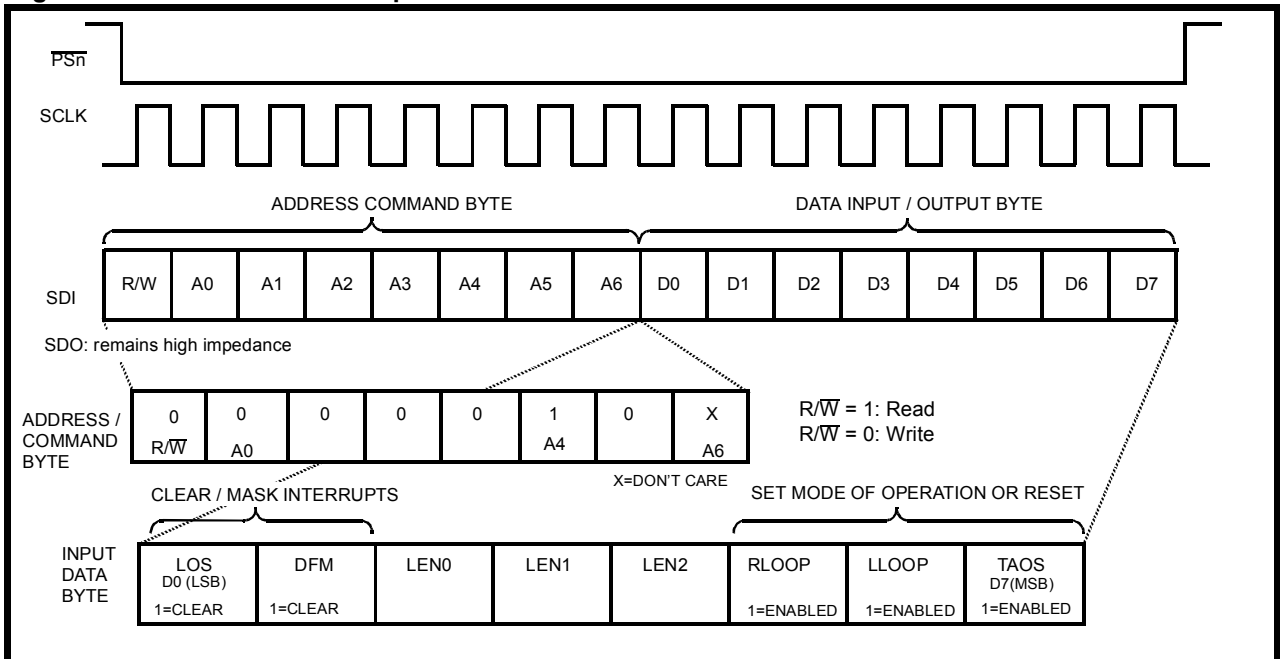 PSn
SCLK
ADDRESS COMMAND BYTE DATA INPUT / OUTPUT BYTE
SDI R/W A0 A1 A2 A3 A4 A5 A6 D0 D1 D2 D3 D4 D5 D6 D7
SDO: remains high impedance
ADDRESS /
COMMAND
BYTE
0 0 0 0 0 1 0 X
R/W A0 A4 A6
R/W = 1: Read
R/W = 0: Write
X=DON'T CARE
CLEAR / MASK INTERRUPTS SET MODE OF OPERATION OR RESET
INPUT
DATA
BYTE
LOS DFM LEN0 LEN1 LEN2 RLOOP LLOOP TAOS
D0 (LSB) D7(MSB)
1=CLEAR 1=CLEAR 1=ENABLED 1=ENABLED 1=ENABLED